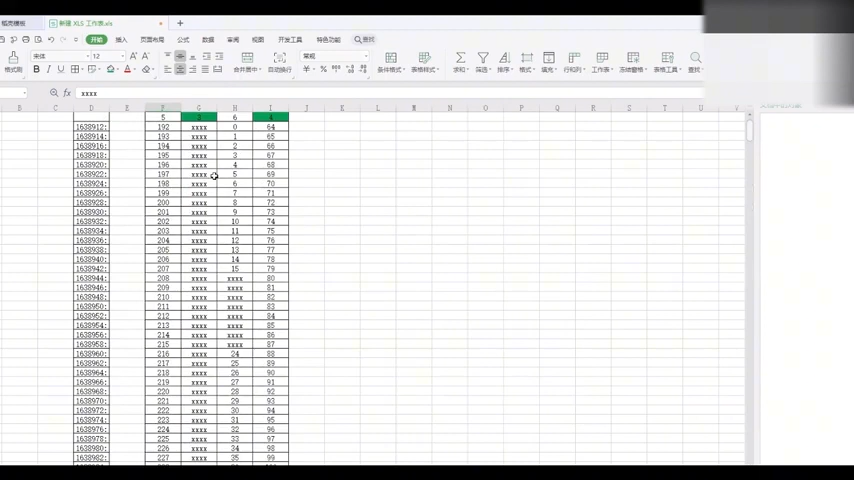 新建 XLS 工作表.xls
+
开始 插入 页面布局 公式 数据 审阅 视图 开发工具 特色功能 查找
宋体 12 常规
格式刷 B I U A 合并居中 自动换行 条件格式 表格样式 求和 筛选 排序 格式 填充 行和列 工作表 冻结窗格 表格工具 查找
fx xxxx
B C D E F G H I J K L M N O P Q R S T U V
5 3 6 4
1638912: 192 xxxx 0 64
1638914: 193 xxxx 1 65
1638916: 194 xxxx 2 66
1638918: 195 xxxx 3 67
1638920: 196 xxxx 4 68
1638922: 197 xxxx 5 69
1638924: 198 xxxx 6 70
1638926: 199 xxxx 7 71
1638928: 200 xxxx 8 72
1638930: 201 xxxx 9 73
1638932: 202 xxxx 10 74
1638934: 203 xxxx 11 75
1638936: 204 xxxx 12 76
1638938: 205 xxxx 13 77
1638940: 206 xxxx 14 78
1638942: 207 xxxx 15 79
1638944: 208 xxxx xxxx 80
1638946: 209 xxxx xxxx 81
1638948: 210 xxxx xxxx 82
1638950: 211 xxxx xxxx 83
1638952: 212 xxxx xxxx 84
1638954: 213 xxxx xxxx 85
1638956: 214 xxxx xxxx 86
1638958: 215 xxxx xxxx 87
1638960: 216 xxxx 24 88
1638962: 217 xxxx 25 89
1638964: 218 xxxx 26 90
1638966: 219 xxxx 27 91
1638968: 220 xxxx 28 92
1638970: 221 xxxx 29 93
1638972: 222 xxxx 30 94
1638974: 223 xxxx 31 95
1638976: 224 xxxx 32 96
1638978: 225 xxxx 33 97
1638980: 226 xxxx 34 98
1638982: 227 xxxx 35 99